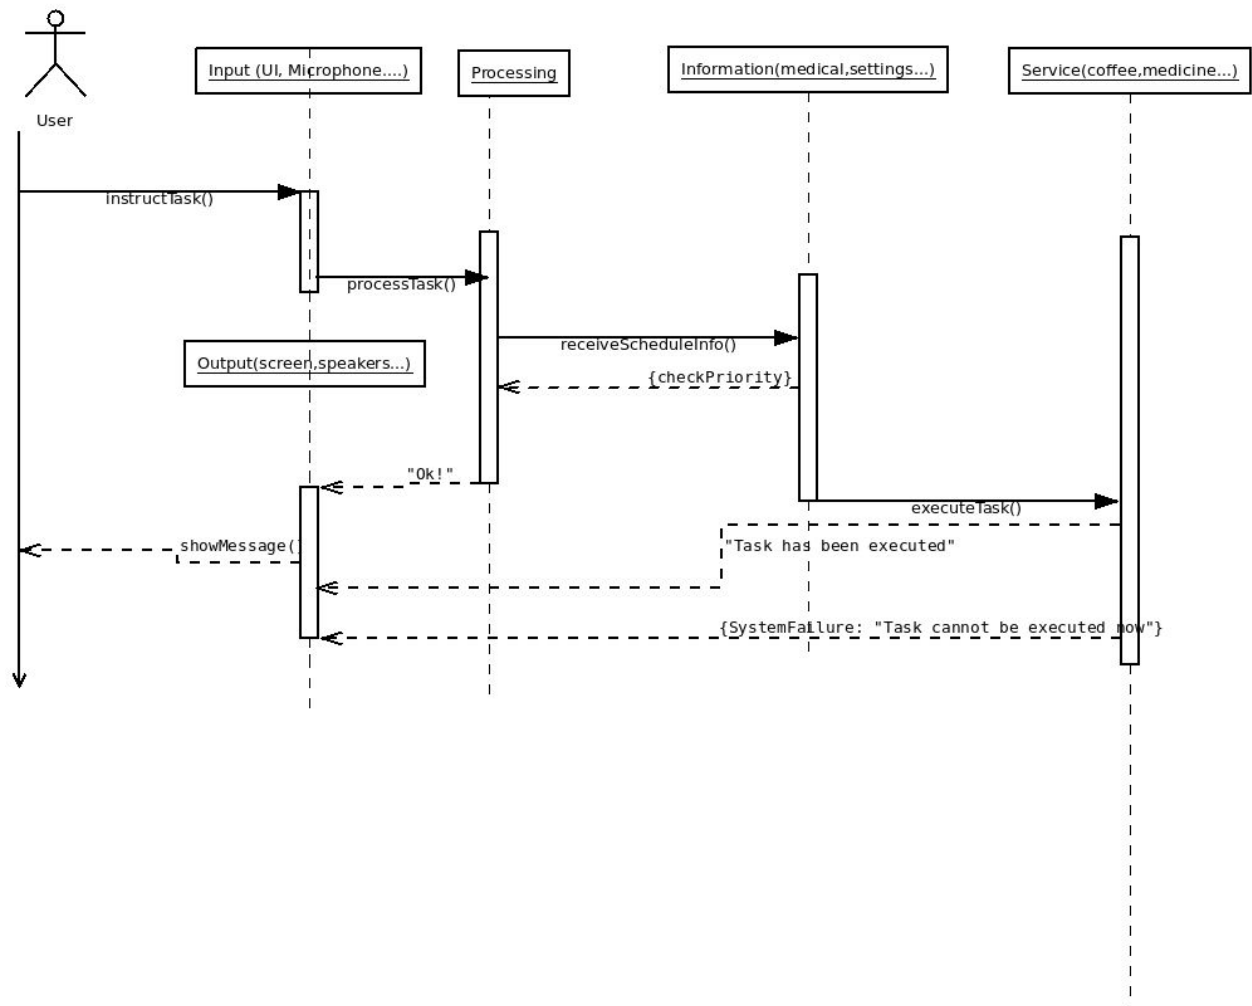 Input (UI, Microphone....)
Processing
Information(medical,settings...)
Service(coffee,medicine...)
User
instructTask()
processTask()
receiveScheduleInfo()
Output(screen,speakers...)
{checkPriority}
"Ok!"
executeTask()
showMessage()
"Task has been executed"
{SystemFailure: "Task cannot be executed now"}